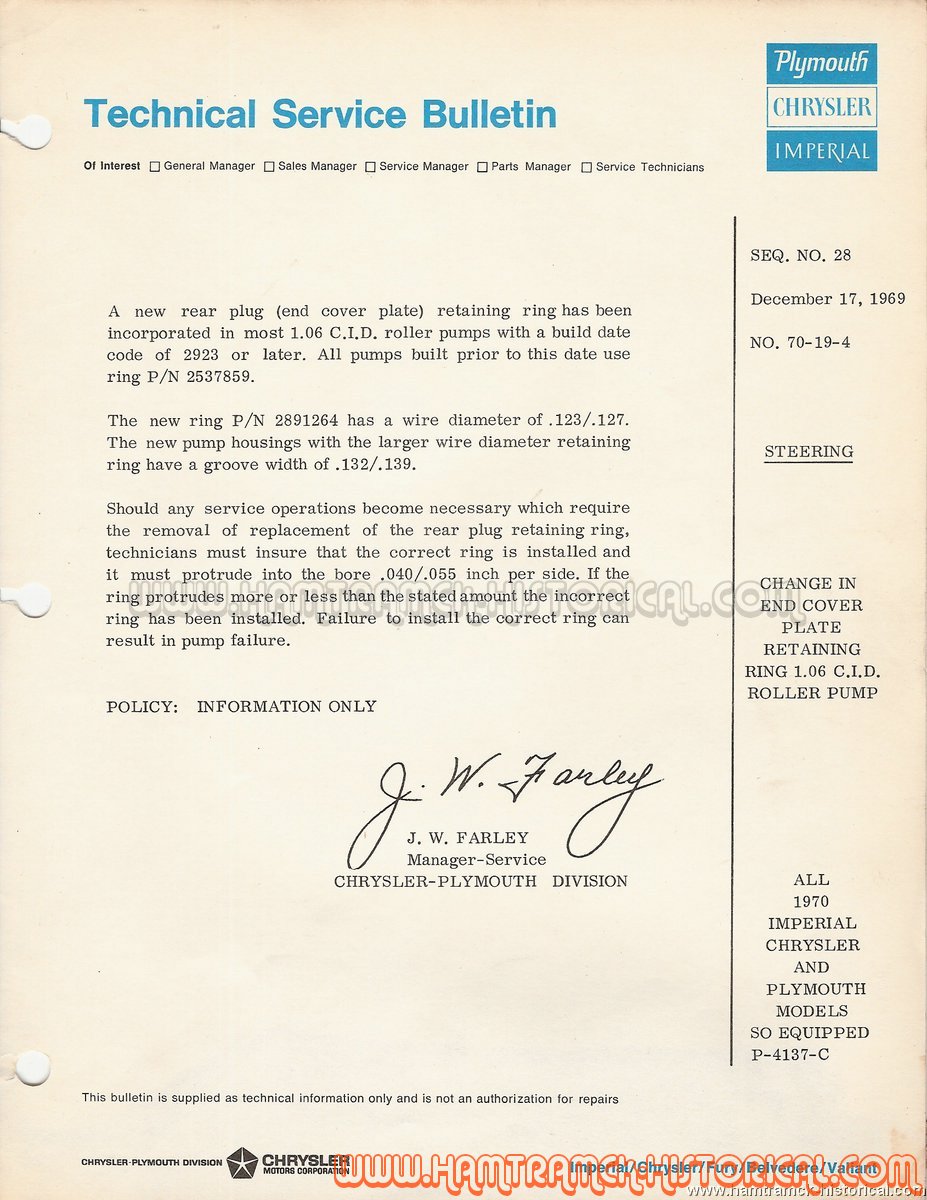 Plymouth
CHRYSLER
IMPERIAL
Technical Service Bulletin
Of Interest General Manager Sales Manager Service Manager Parts Manager Service Technicians
SEQ. NO. 28
December 17, 1969
NO. 70-19-4
STEERING
CHANGE IN
END COVER
PLATE
RETAINING
RING 1.06 C.I.D.
ROLLER PUMP
ALL
1970
IMPERIAL
CHRYSLER
AND
PLYMOUTH
MODELS
SO EQUIPPED
P-4137-C
A new rear plug (end cover plate) retaining ring has been
incorporated in most 1.06 C.I.D. roller pumps with a build date
code of 2923 or later. All pumps built prior to this date use
ring P/N 2537859.
The new ring P/N 2891264 has a wire diameter of .123/.127.
The new pump housings with the larger wire diameter retaining
ring have a groove width of .132/.139.
Should any service operations become necessary which require
the removal of replacement of the rear plug retaining ring,
technicians must insure that the correct ring is installed and
it must protrude into the bore .040/.055 inch per side. If the
ring protrudes more or less than the stated amount the incorrect
ring has been installed. Failure to install the correct ring can
result in pump failure.
www.HAMTRAMCK-HISTORICAL.com
POLICY: INFORMATION ONLY
J. W. Farley
J. W. FARLEY
Manager-Service
CHRYSLER-PLYMOUTH DIVISION
This bulletin is supplied as technical information only and is not an authorization for repairs
CHRYSLER-PLYMOUTH DIVISION CHRYSLER
MOTORS CORPORATION
Imperial/Chrysler/Fury/Belvedere/Valiant
www.HAMTRAMCK-HISTORICAL.com
www.hamtramck-historical.com